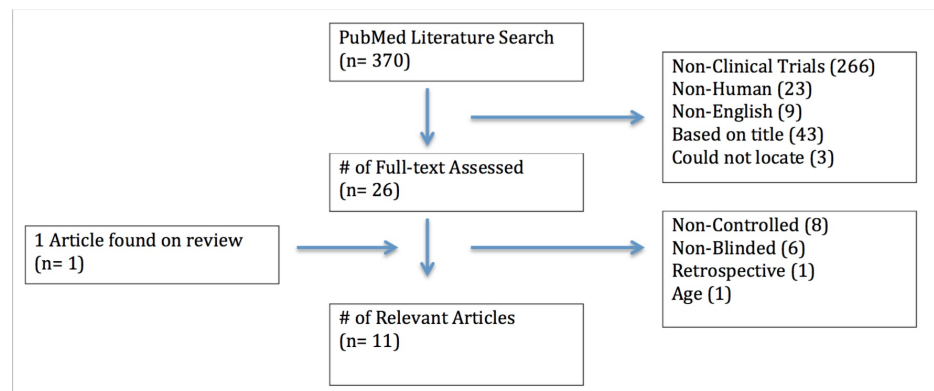 PubMed Literature Search
(n= 370)
Non-Clinical Trials (266)
Non-Human (23)
Non-English (9)
Based on title (43)
Could not locate (3)
# of Full-text Assessed
(n= 26)
1 Article found on review
(n= 1)
Non-Controlled (8)
Non-Blinded (6)
Retrospective (1)
Age (1)
# of Relevant Articles
(n= 11)